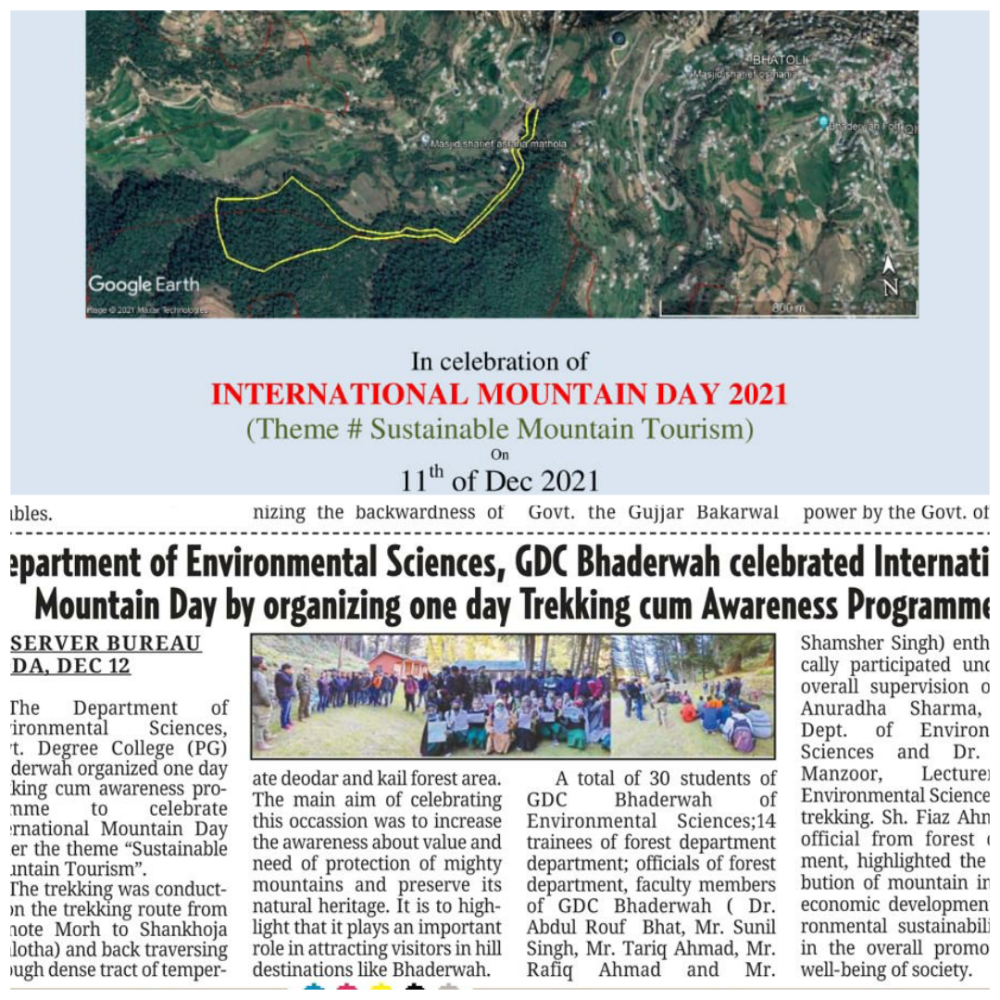 BHATOLI
Masjid sharief osmania
Bhaderwah Fort
Masjid sharief asraria mathola
Google Earth
Image © 2021 Maxar Technologies
N
800 m
In celebration of
INTERNATIONAL MOUNTAIN DAY 2021
(Theme # Sustainable Mountain Tourism)
On
11th of Dec 2021
ables.
nizing the backwardness of
Govt. the Gujjar Bakarwal
power by the Govt. of
epartment of Environmental Sciences, GDC Bhaderwah celebrated Internati
Mountain Day by organizing one day Trekking cum Awareness Programme
SERVER BUREAU
DA, DEC 12
The Department of
ironmental Sciences,
vt. Degree College (PG)
derwah organized one day
king cum awareness pro-
mme to celebrate
ernational Mountain Day
er the theme “Sustainable
untain Tourism”.
The trekking was conduct-
on the trekking route from
note Morh to Shankhoja
lotha) and back traversing
ough dense tract of temper-
ate deodar and kail forest area.
The main aim of celebrating
this occassion was to increase
the awareness about value and
need of protection of mighty
mountains and preserve its
natural heritage. It is to high-
light that it plays an important
role in attracting visitors in hill
destinations like Bhaderwah.
A total of 30 students of
GDC Bhaderwah of
Environmental Sciences;14
trainees of forest department
department; officials of forest
department, faculty members
of GDC Bhaderwah ( Dr.
Abdul Rouf Bhat, Mr. Sunil
Singh, Mr. Tariq Ahmad, Mr.
Rafiq Ahmad and Mr.
Shamsher Singh) enth
cally participated und
overall supervision o
Anuradha Sharma,
Dept. of Environ
Sciences and Dr.
Manzoor, Lecturer
Environmental Science
trekking. Sh. Fiaz Ahm
official from forest d
ment, highlighted the
bution of mountain in
economic development
ronmental sustainabili
in the overall promo
well-being of society.